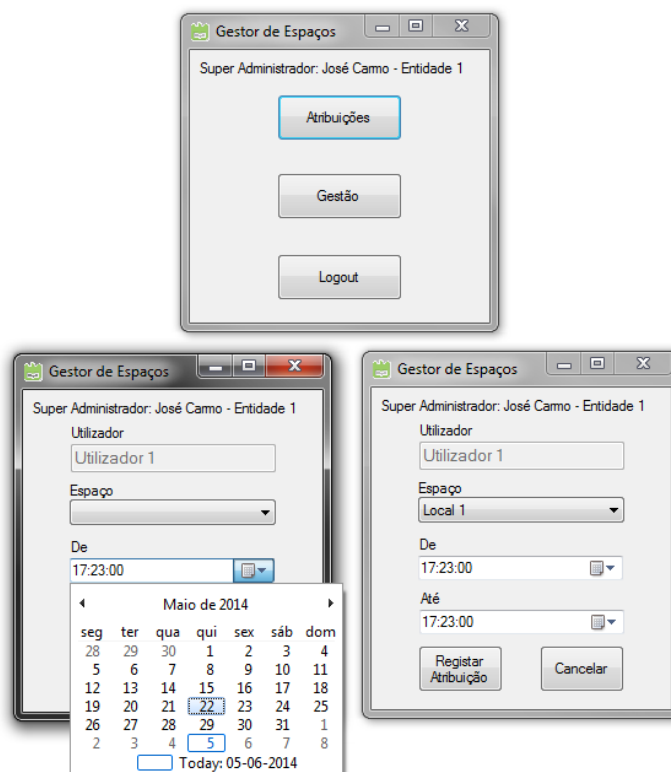 Gestor de Espaços
Super Administrador: José Carmo - Entidade 1
Atribuições
Gestão
Logout
Gestor de Espaços
Super Administrador: José Carmo - Entidade 1
Utilizador
Utilizador 1
Espaço
De
17:23:00
Maio de 2014
seg ter qua qui sex sáb dom
28 29 30 1 2 3 4
5 6 7 8 9 10 11
12 13 14 15 16 17 18
19 20 21 22 23 24 25
26 27 28 29 30 31 1
2 3 4 5 6 7 8
Today: 05-06-2014
Gestor de Espaços
Super Administrador: José Carmo - Entidade 1
Utilizador
Utilizador 1
Espaço
Local 1
De
17:23:00
Até
17:23:00
Registar
Atribuição
Cancelar